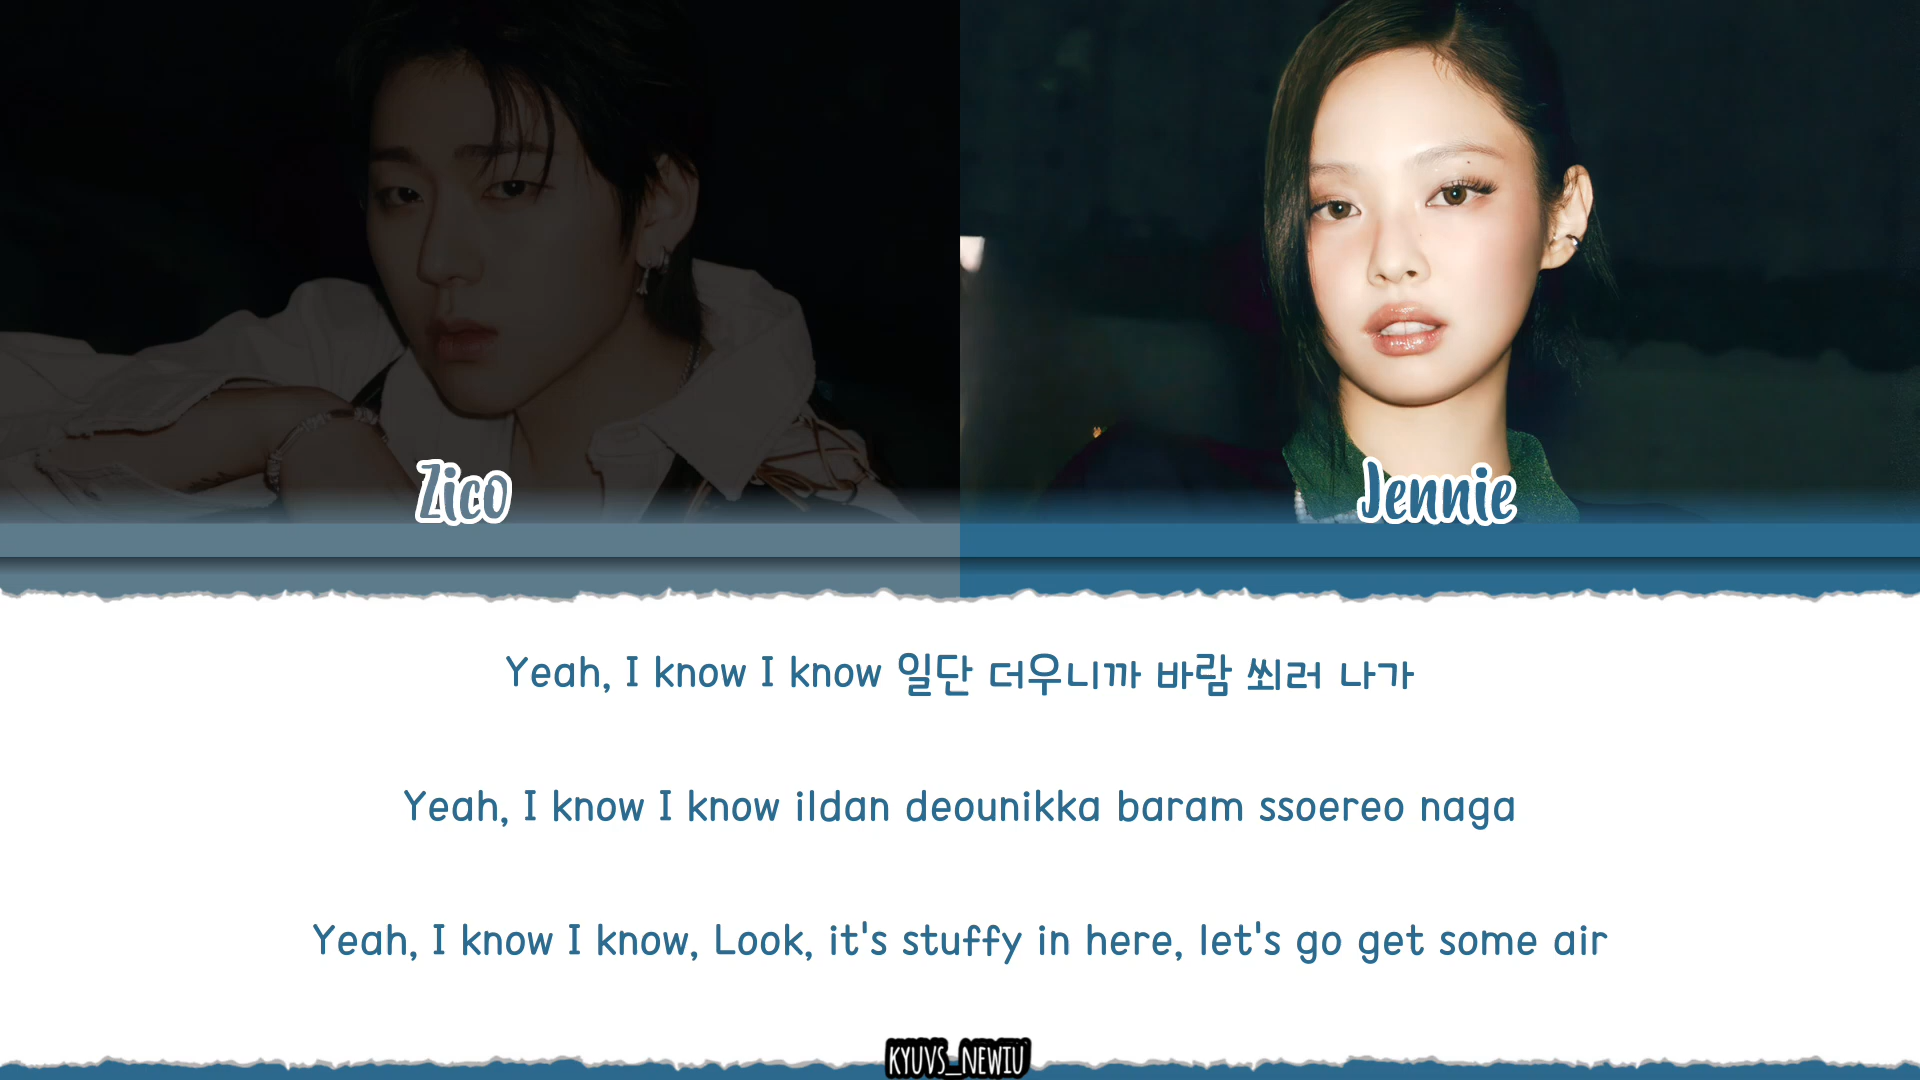 Zico
Jennie
Yeah, I know I know 일단 더우니까 바람 쐬러 나가
Yeah, I know I know ildan deounikka baram ssoereo naga
Yeah, I know I know, Look, it's stuffy in here, let's go get some air
KYUVS_NEWIU